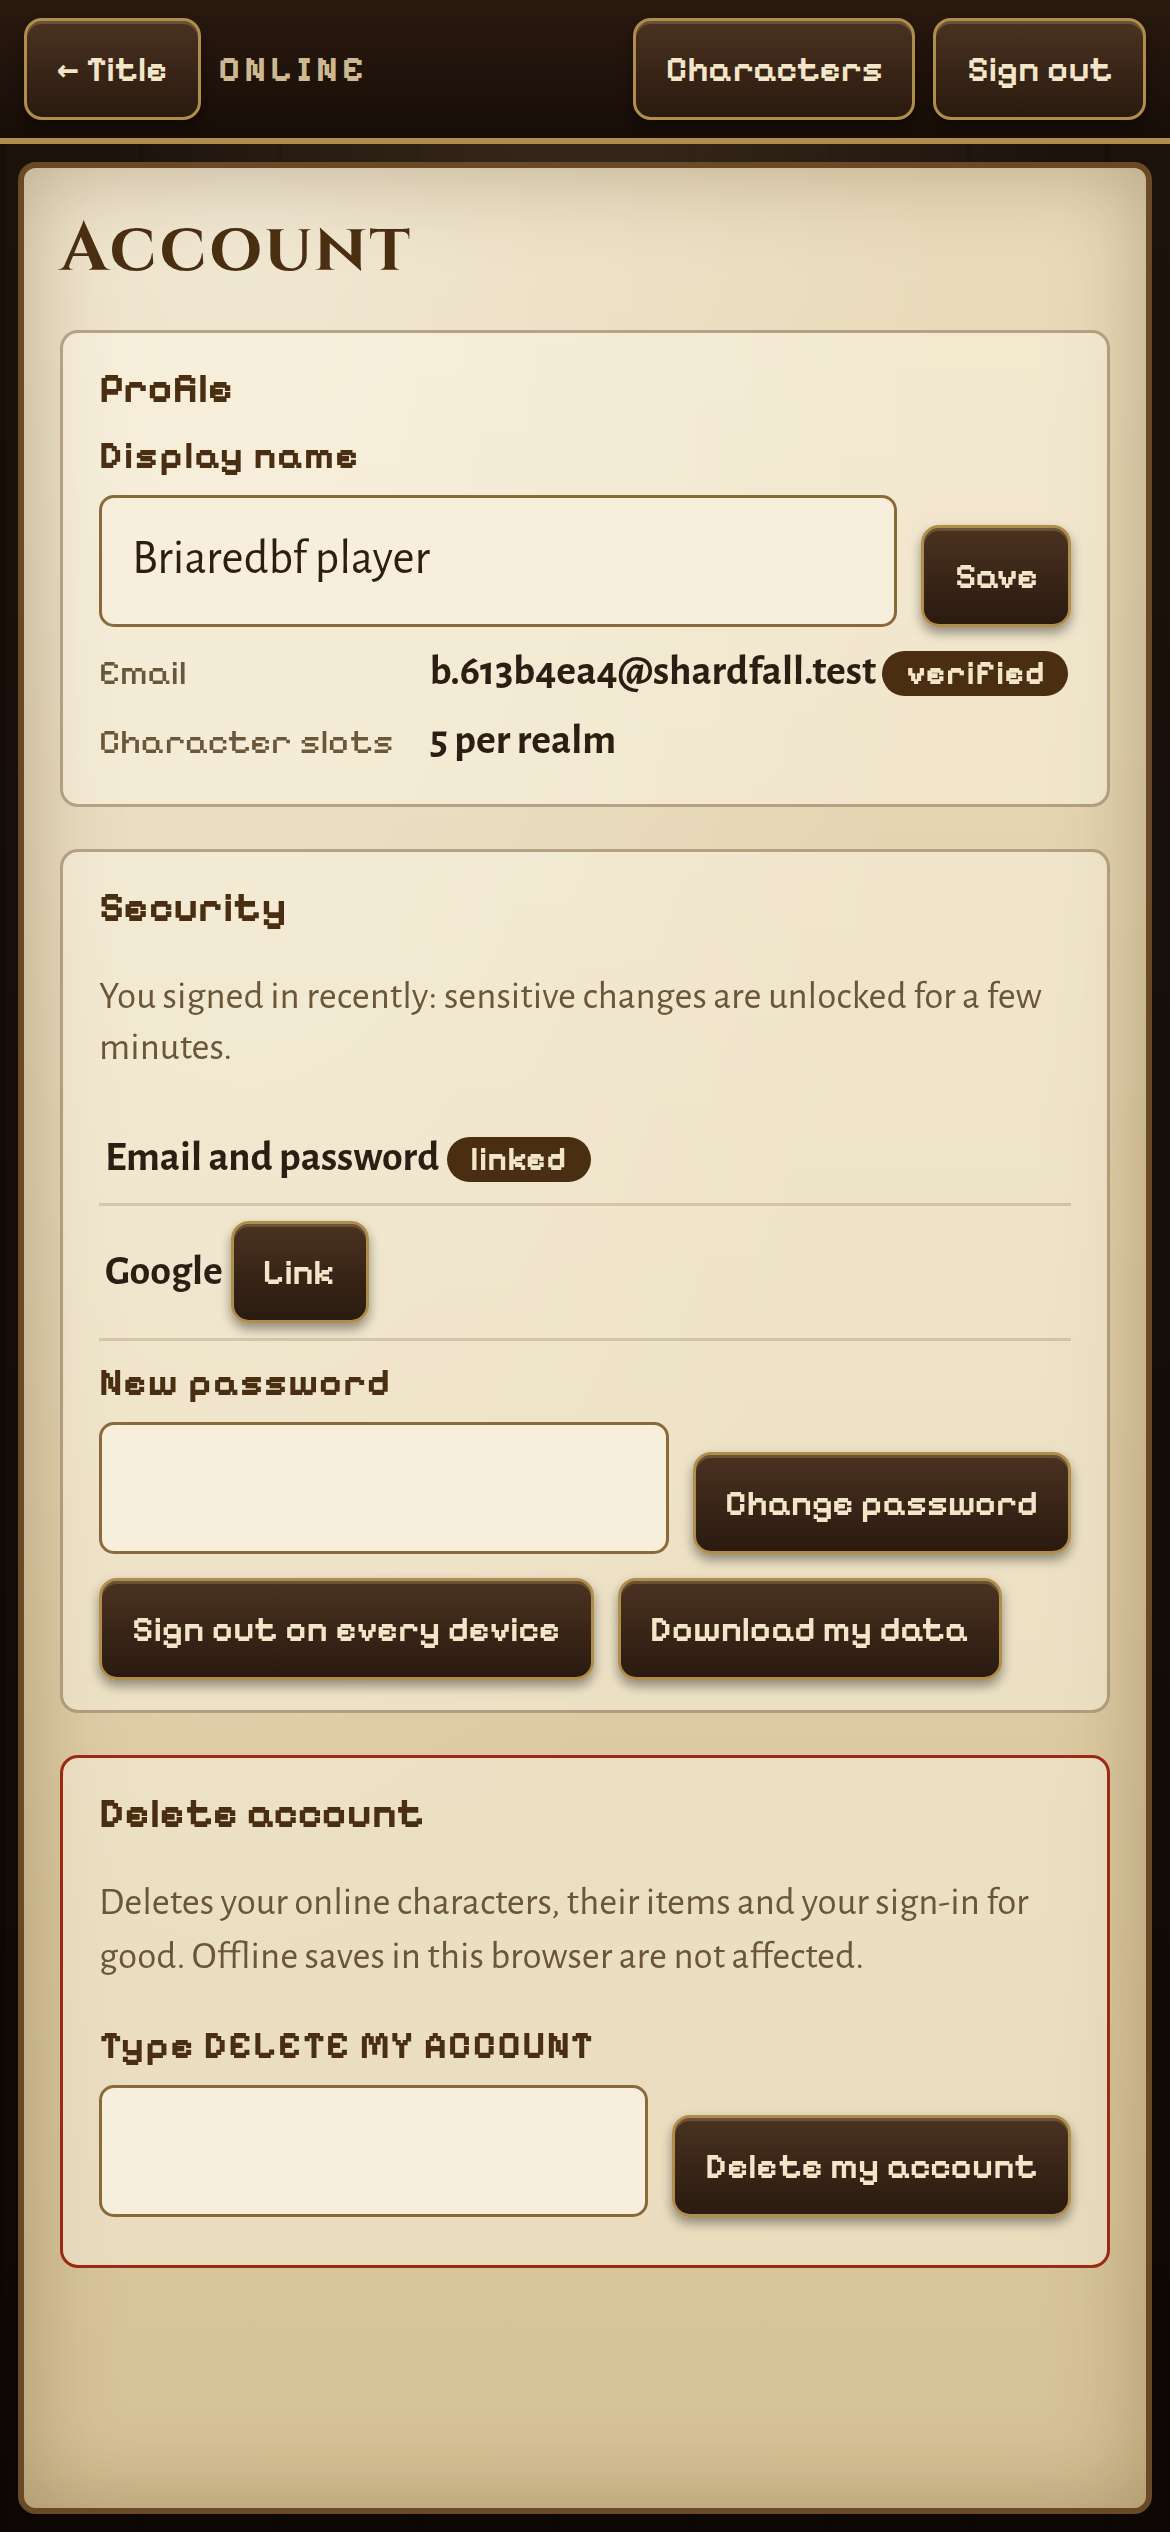 ← Title ONLINE Characters Sign out
Account
Profile
Display name
Briaredbf player Save
Email b.613b4ea4@shardfall.test verified
Character slots 5 per realm
Security
You signed in recently: sensitive changes are unlocked for a few
minutes.
Email and password linked
Google Link
New password
Change password
Sign out on every device Download my data
Delete account
Deletes your online characters, their items and your sign-in for
good. Offline saves in this browser are not affected.
Type DELETE MY ACCOUNT
Delete my account